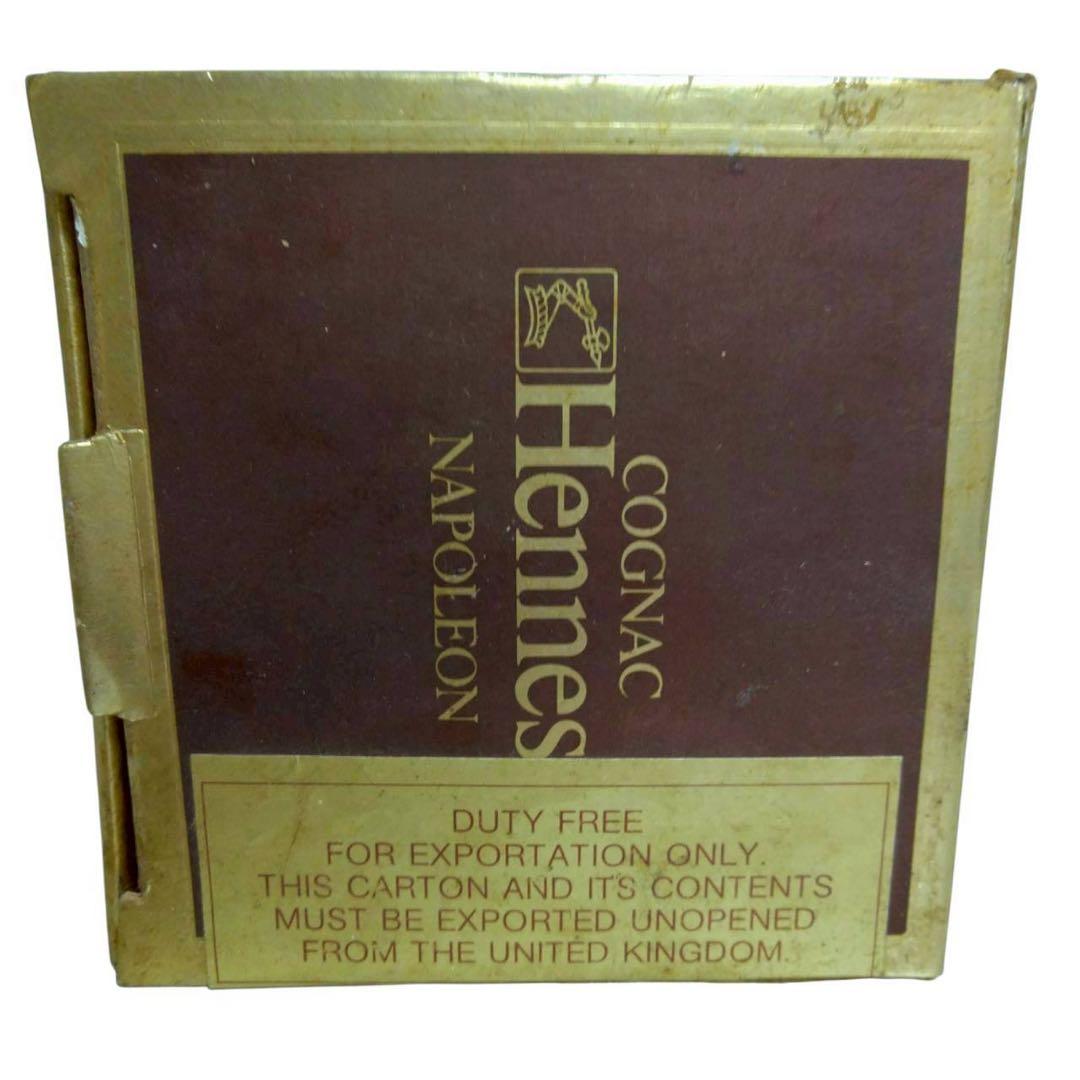 COGNAC
Hennes
NAPOLEON
DUTY FREE
FOR EXPORTATION ONLY.
THIS CARTON AND ITS CONTENTS
MUST BE EXPORTED UNOPENED
FROM THE UNITED KINGDOM.